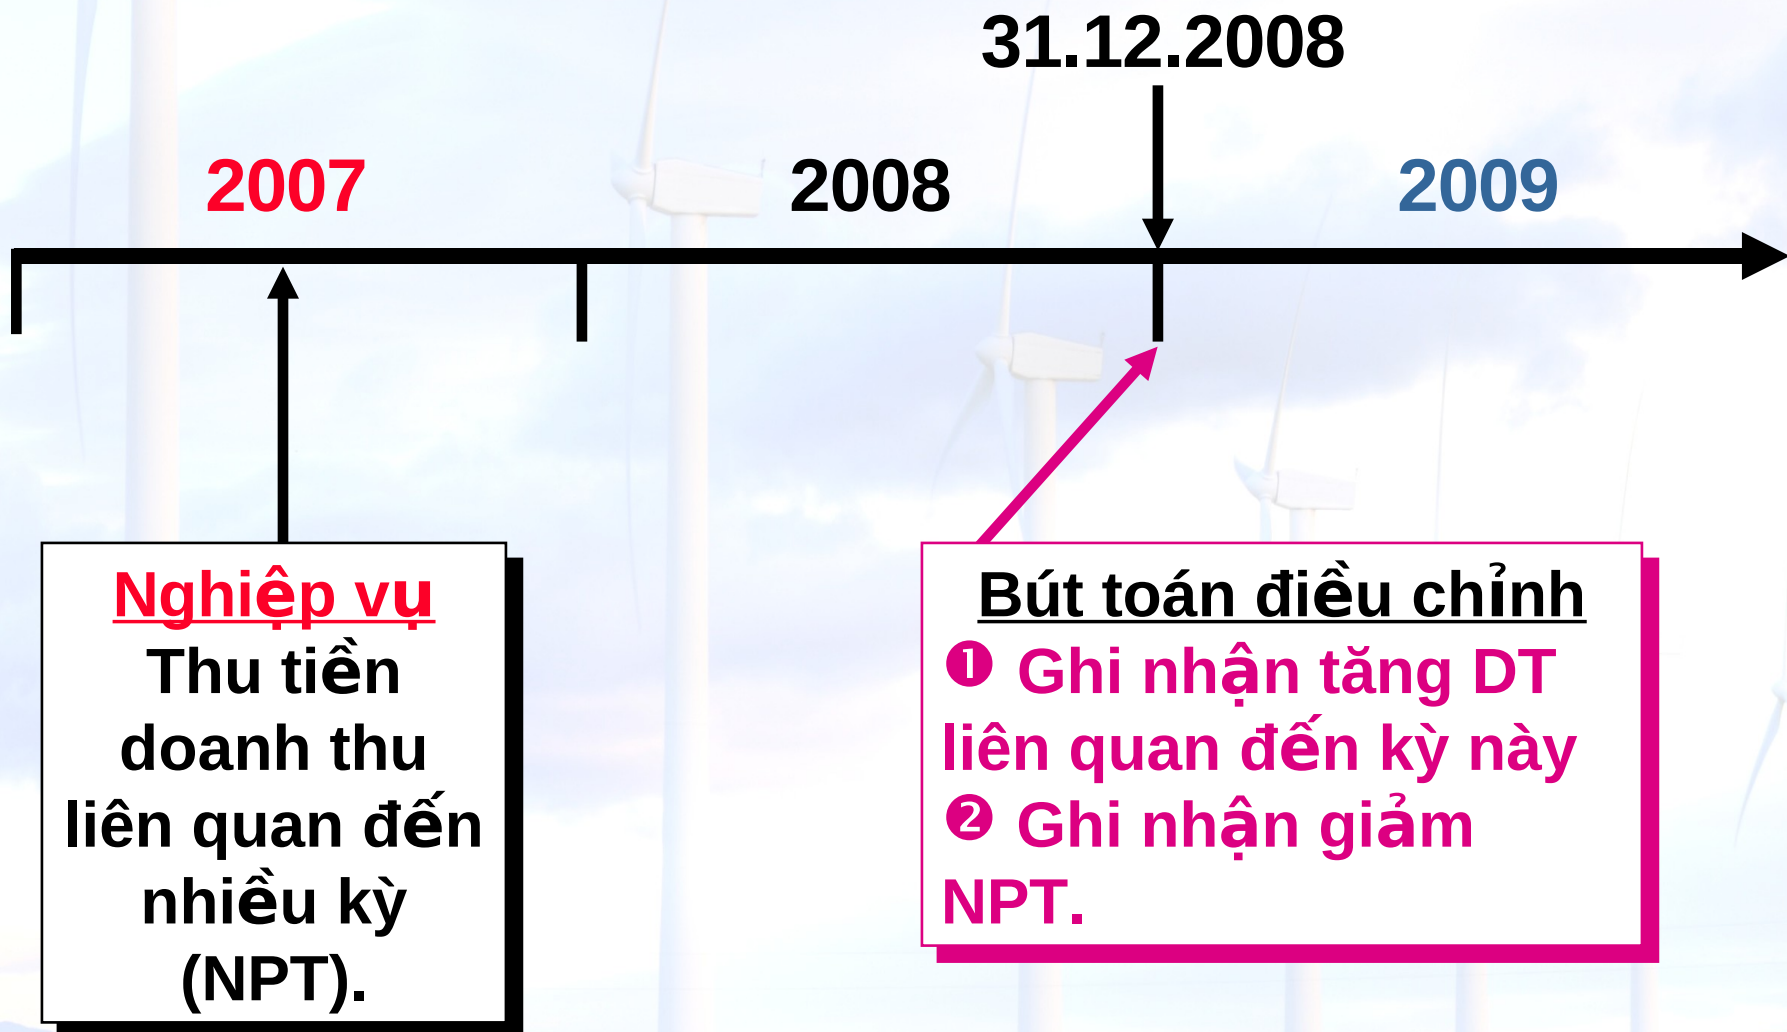 31.12.2008
2007
2008
2009
Nghiệp vụ
Thu tiền
doanh thu
liên quan đến
nhiều kỳ
(NPT).
Bút toán điều chỉnh
❶ Ghi nhận tăng DT
liên quan đến kỳ này
❷ Ghi nhận giảm
NPT.